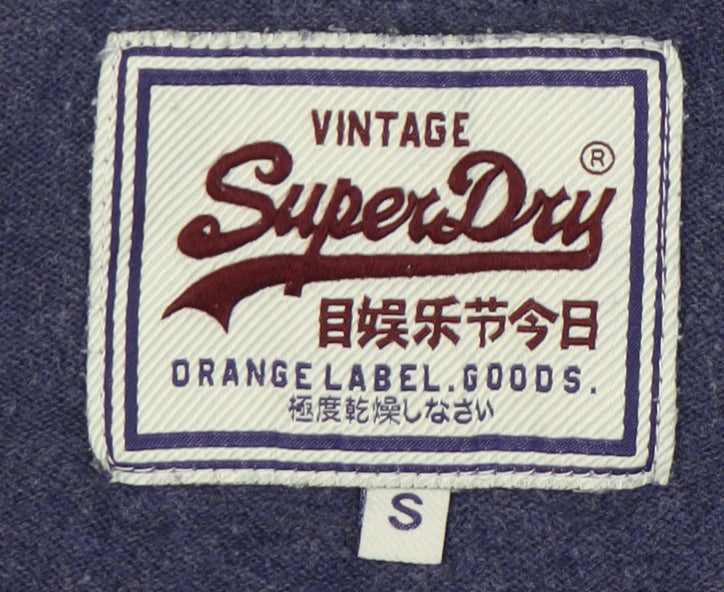 VINTAGE
SuperDry®
目娱乐节今日
ORANGE LABEL.GOODS.
極度乾燥しなさい
S